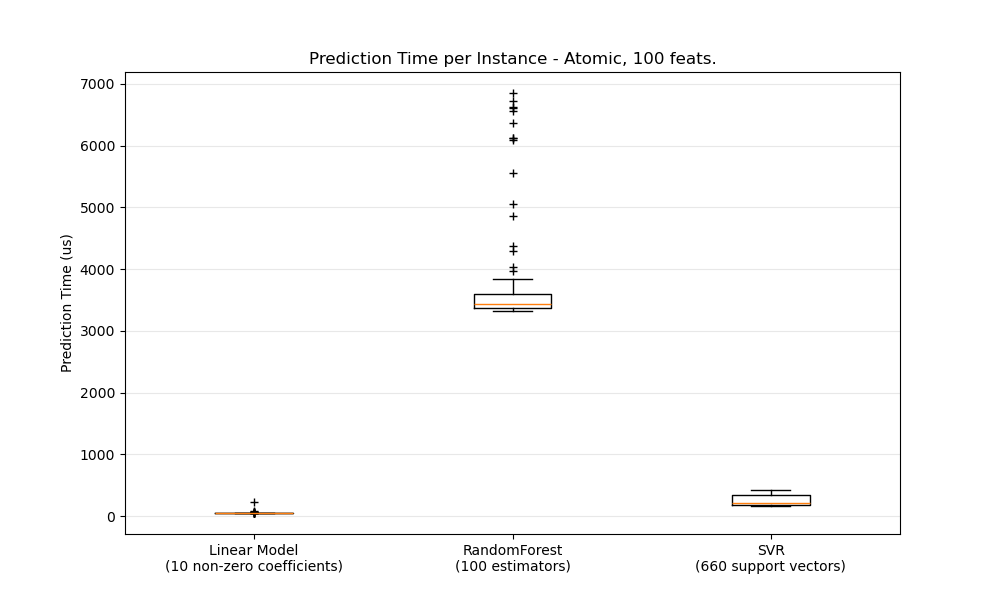 Prediction Time per Instance - Atomic, 100 feats.
7000
6000
5000
4000
3000
2000
1000
0
Prediction Time (us)
Linear Model
(10 non-zero coefficients)
RandomForest
(100 estimators)
SVR
(660 support vectors)